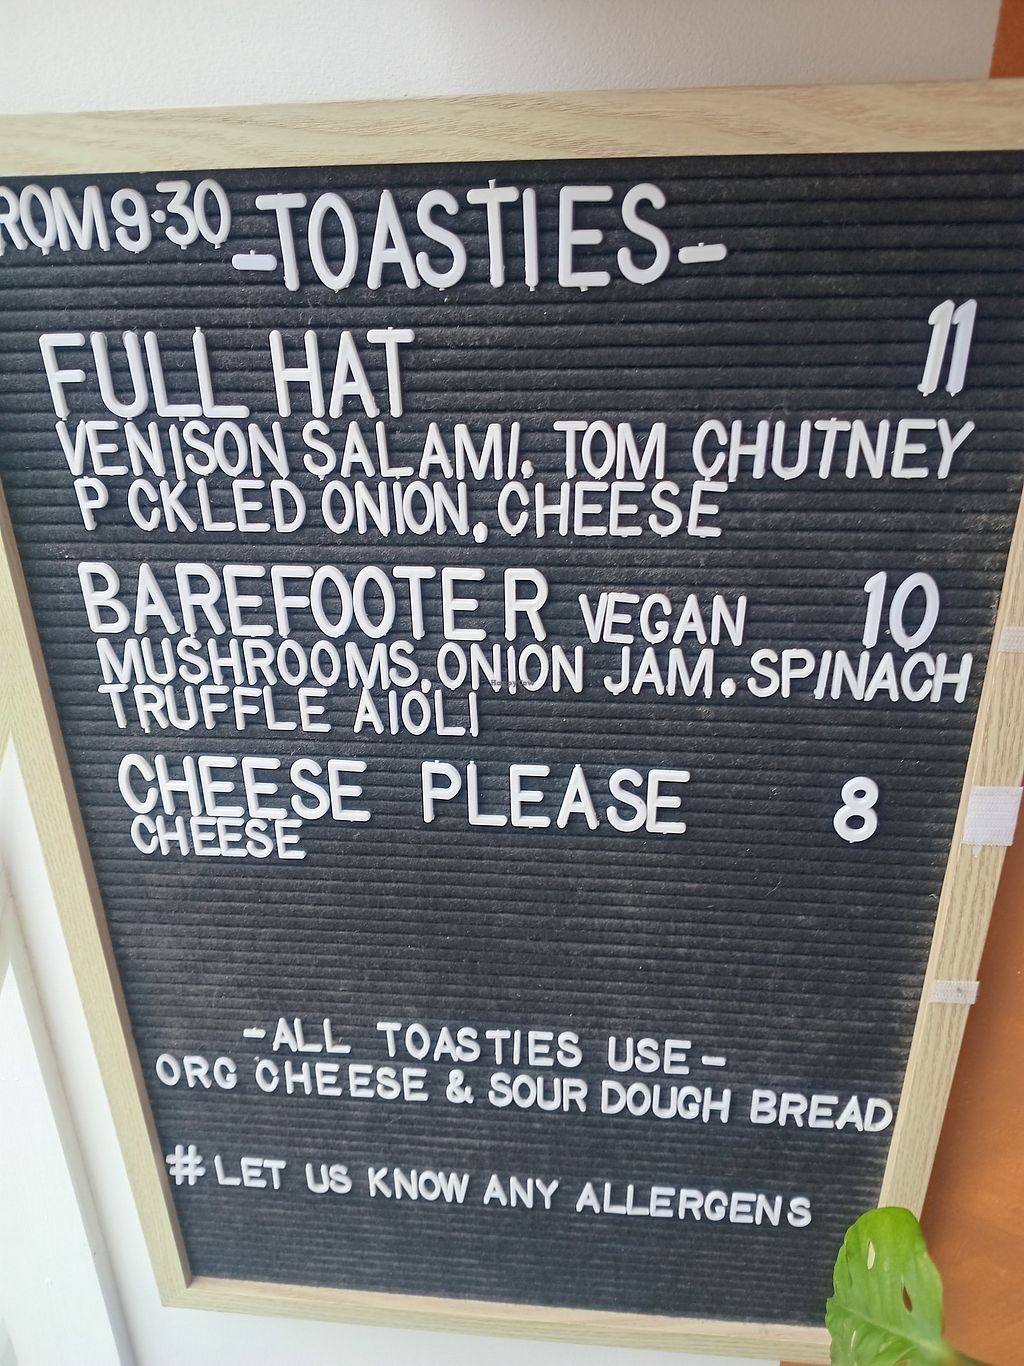 ROM 9.30 -TOASTIES-
FULL HAT 11
VENISON SALAMI. TOM CHUTNEY
P CKLED ONION, CHEESE
BAREFOOTER VEGAN 10
MUSHROOMS. ONION JAM. SPINACH
TRUFFLE AIOLI
CHEESE PLEASE 8
CHEESE
-ALL TOASTIES USE-
ORG CHEESE & SOUR DOUGH BREAD
# LET US KNOW ANY ALLERGENS